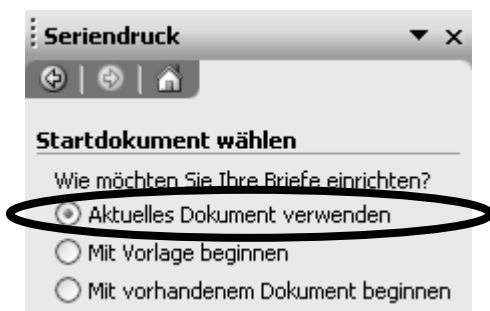 Seriendruck
Startdokument wählen
Wie möchten Sie Ihre Briefe einrichten?
Aktuelles Dokument verwenden
Mit Vorlage beginnen
Mit vorhandenem Dokument beginnen